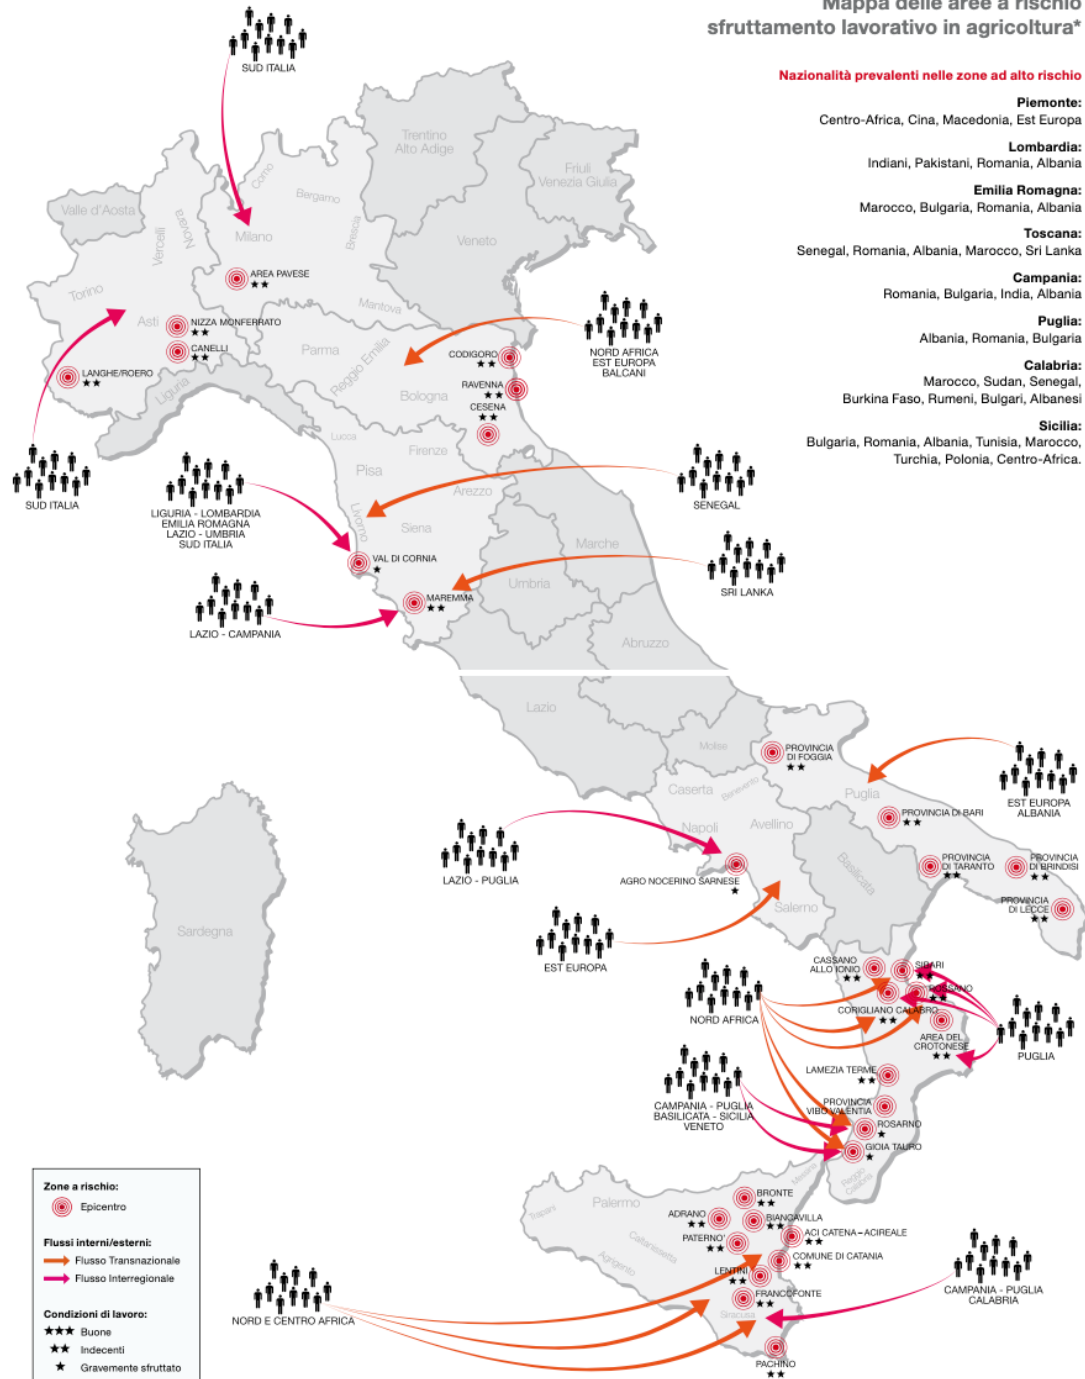 Mappa delle aree a rischio
sfruttamento lavorativo in agricoltura*
Nazionalità prevalenti nelle zone ad alto rischio
Piemonte:
Centro-Africa, Cina, Macedonia, Est Europa
Lombardia:
Indiani, Pakistani, Romania, Albania
Emilia Romagna:
Marocco, Bulgaria, Romania, Albania
Toscana:
Senegal, Romania, Albania, Marocco, Sri Lanka
Campania:
Romania, Bulgaria, India, Albania
Puglia:
Albania, Romania, Bulgaria
Calabria:
Marocco, Sudan, Senegal,
Burkina Faso, Rumeni, Bulgari, Albanesi
Sicilia:
Bulgaria, Romania, Albania, Tunisia, Marocco,
Turchia, Polonia, Centro-Africa.
SUD ITALIA
Trentino
Alto Adige
Friuli
Venezia Giulia
Valle d'Aosta
Como
Bergamo
Brescia
Novara
Vercelli
Milano
Veneto
AREA PAVESE
★★
Torino
Mantova
Asti
NIZZA MONFERRATO
★★
CANELLI
★★
LANGHE/ROERO
★★
Liguria
Parma
Reggio Emilia
Bologna
CODIGORO
★★
RAVENNA
★★
CESENA
★★
NORD AFRICA
EST EUROPA
BALCANI
SUD ITALIA
LIGURIA - LOMBARDIA
EMILIA ROMAGNA
LAZIO - UMBRIA
SUD ITALIA
Lucca
Firenze
Pisa
Arezzo
Livorno
Siena
SENEGAL
VAL DI CORNIA
★
MAREMMA
★★
Marche
Umbria
SRI LANKA
LAZIO - CAMPANIA
Abruzzo
Lazio
Molise
PROVINCIA
DI FOGGIA
★★
Caserta
Benevento
Puglia
EST EUROPA
ALBANIA
Napoli
Avellino
PROVINCIA DI BARI
★★
LAZIO - PUGLIA
AGRO NOCERINO SARNESE
★
Basilicata
PROVINCIA
DI TARANTO
★★
PROVINCIA
DI BRINDISI
★★
Salerno
PROVINCIA
DI LECCE
★★
Sardegna
EST EUROPA
CASSANO
ALLO IONIO
★★
SIBARI
★★
ROSSANO
★★
CORIGLIANO CALABRO
★★
NORD AFRICA
AREA DEL
CROTONESE
★★
PUGLIA
LAMEZIA TERME
★★
CAMPANIA - PUGLIA
BASILICATA - SICILIA
VENETO
PROVINCIA
VIBO VALENTIA
ROSARNO
★
GIOIA TAURO
★
Reggio
Calabria
Messina
Palermo
Trapani
Caltanissetta
Agrigento
BRONTE
★★
ADRANO
★★
BIANCAVILLA
★★
PATERNO'
★★
ACI CATENA-ACIREALE
★★
COMUNE DI CATANIA
★★
LENTINI
★★
FRANCOFONTE
★★
Siracusa
PACHINO
★★
NORD E CENTRO AFRICA
CAMPANIA - PUGLIA
CALABRIA
Zone a rischio:
Epicentro
Flussi interni/esterni:
Flusso Transnazionale
Flusso Interregionale
Condizioni di lavoro:
★★★ Buone
★★ Indecenti
★ Gravemente sfruttato